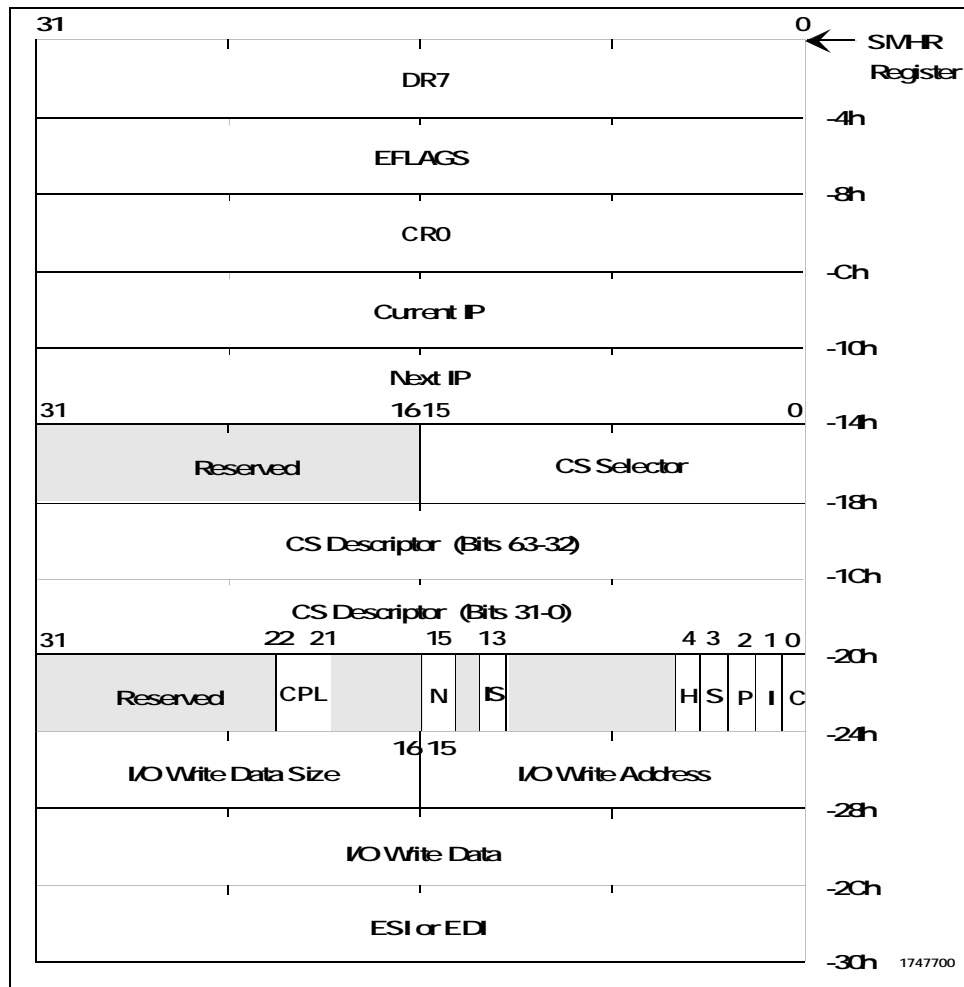 31 0
SMHR
Register
DR7
-4h
EFLAGS
-8h
CR0
-Ch
Current IP
-10h
Next IP
31 16 15 0
-14h
Reserved CS Selector
-18h
CS Descriptor (Bits 63-32)
-1Ch
CS Descriptor (Bits 31-0)
31 22 21 15 13 4 3 2 1 0
-20h
Reserved CPL N IS H S P I C
-24h
16 15
I/O Write Data Size I/O Write Address
-28h
I/O Write Data
-2Ch
ESI or EDI
-30h 1747700